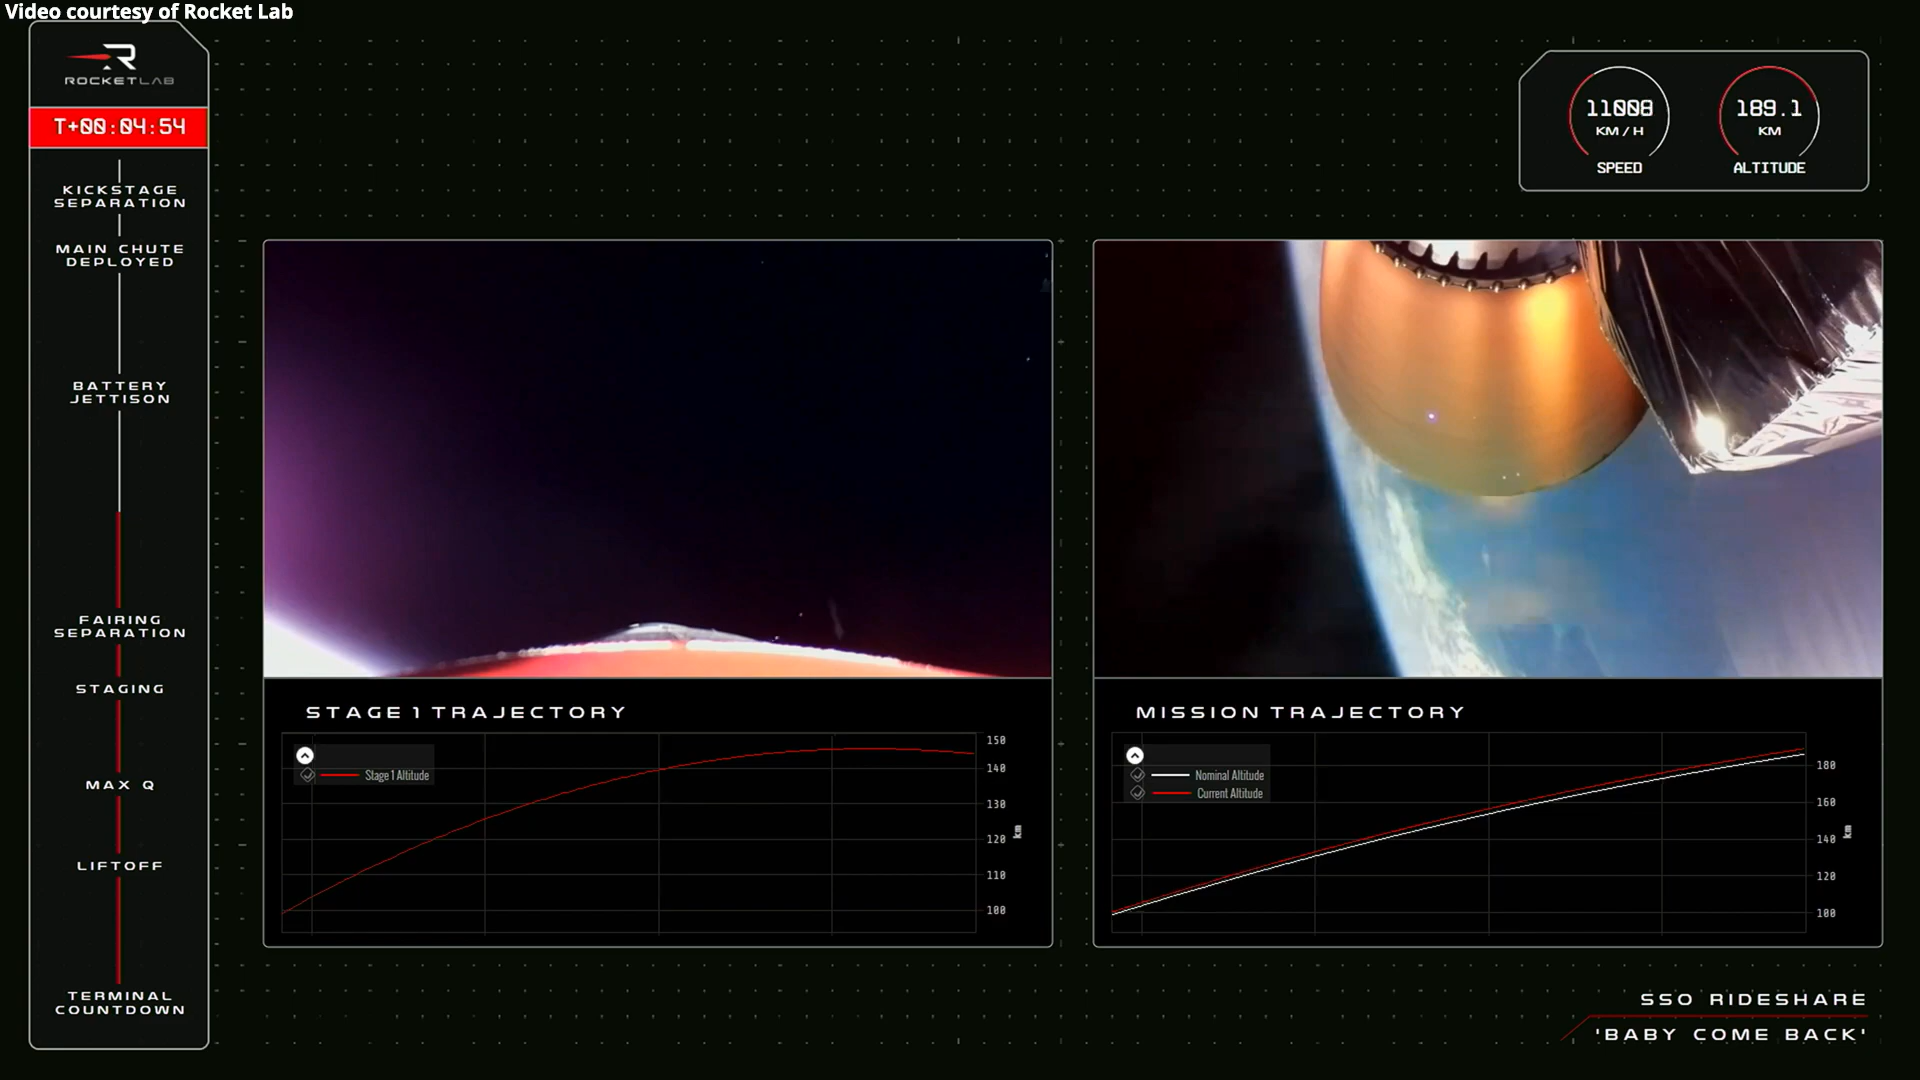 Video courtesy of Rocket Lab
ROCKETLAB
T+00:04:54
KICKSTAGE
SEPARATION
MAIN CHUTE
DEPLOYED
BATTERY
JETTISON
FAIRING
SEPARATION
STAGING
MAX Q
LIFTOFF
TERMINAL
COUNTDOWN
11008
KM/H
SPEED
189.1
KM
ALTITUDE
STAGE 1 TRAJECTORY
Stage 1 Altitude
150
140
130
120
110
100
km
MISSION TRAJECTORY
Nominal Altitude
Current Altitude
180
160
140
120
100
km
SSO RIDESHARE
'BABY COME BACK'